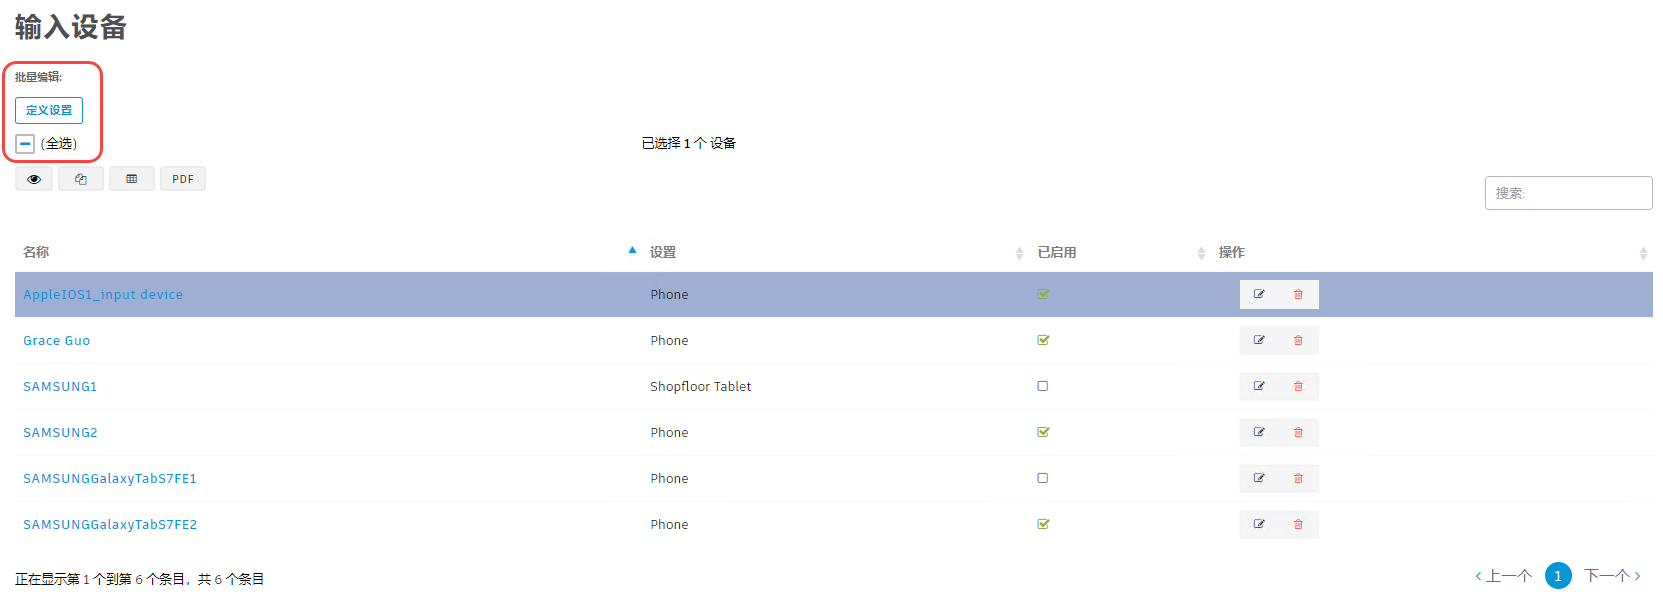 输入设备
批量编辑:
定义设置
(全选) 已选择 1 个 设备
PDF
搜索:
名称 设置 已启用 操作
AppleIOS1_input device Phone
Grace Guo Phone
SAMSUNG1 Shopfloor Tablet
SAMSUNG2 Phone
SAMSUNGGalaxyTabS7FE1 Phone
SAMSUNGGalaxyTabS7FE2 Phone
正在显示第 1 个到第 6 个条目，共 6 个条目 ‹ 上一个 1 下一个 ›